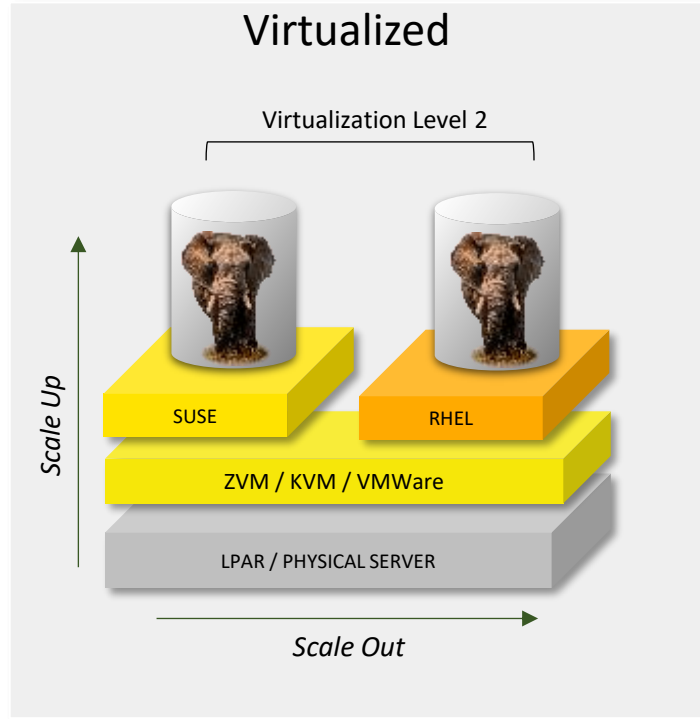 Virtualized
Virtualization Level 2
Scale Up
SUSE
RHEL
ZVM / KVM / VMWare
LPAR / PHYSICAL SERVER
Scale Out